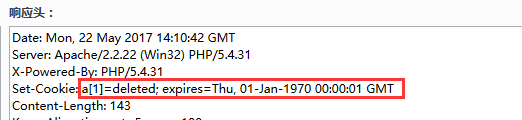 响应头：
Date: Mon, 22 May 2017 14:10:42 GMT
Server: Apache/2.2.22 (Win32) PHP/5.4.31
X-Powered-By: PHP/5.4.31
Set-Cookie: a[1]=deleted; expires=Thu, 01-Jan-1970 00:00:01 GMT
Content-Length: 143